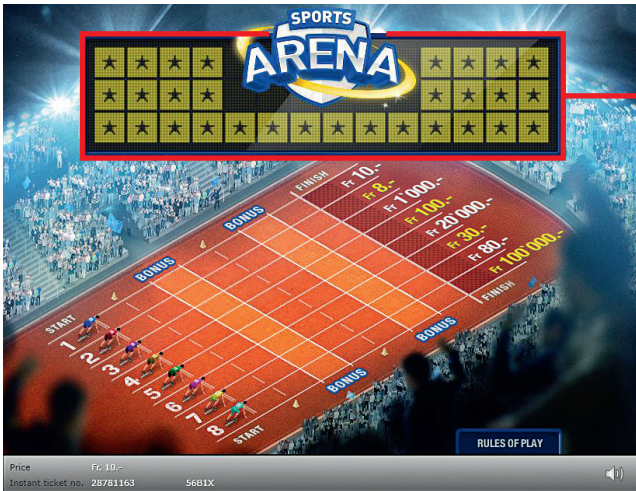 SPORTS
ARENA
FINISH
Fr 10.-
Fr 8.-
Fr 1'000.-
Fr 100.-
Fr 20'000.-
Fr 30.-
Fr 80.-
Fr 100'000.-
FINISH
BONUS
BONUS
START
1
2
3
4
5
6
7
8
START
BONUS
BONUS
RULES OF PLAY
Price Fr. 10.-
Instant ticket no. 28781163 56B1X